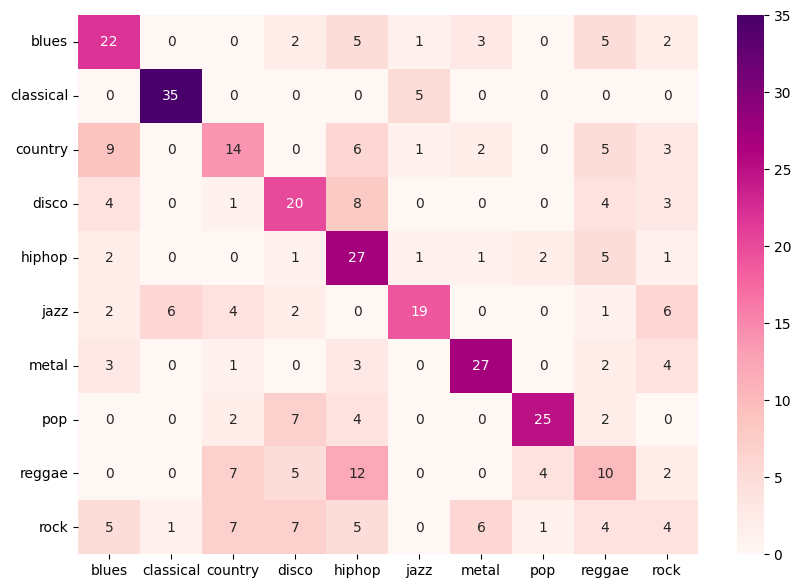 blues 22 0 0 2 5 1 3 0 5 2
classical 0 35 0 0 0 5 0 0 0 0
country 9 0 14 0 6 1 2 0 5 3
disco 4 0 1 20 8 0 0 0 4 3
hiphop 2 0 0 1 27 1 1 2 5 1
jazz 2 6 4 2 0 19 0 0 1 6
metal 3 0 1 0 3 0 27 0 2 4
pop 0 0 2 7 4 0 0 25 2 0
reggae 0 0 7 5 12 0 0 4 10 2
rock 5 1 7 7 5 0 6 1 4 4
blues classical country disco hiphop jazz metal pop reggae rock
35
30
25
20
15
10
5
0